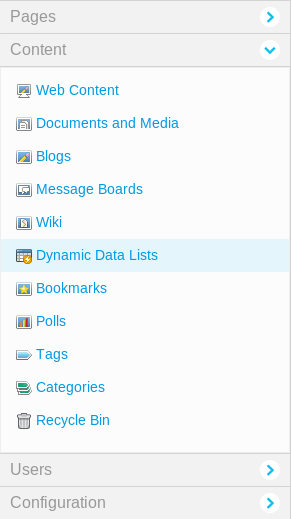 Pages
Content
Web Content
Documents and Media
Blogs
Message Boards
Wiki
Dynamic Data Lists
Bookmarks
Polls
Tags
Categories
Recycle Bin
Users
Configuration